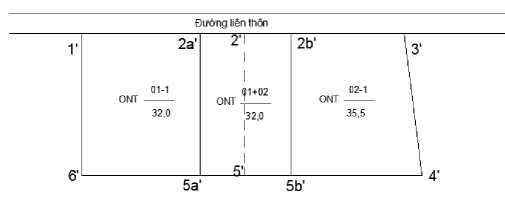 Đường liên thôn
1' 2a' 2' 2b' 3'
ONT 01-1 ONT 01+02 ONT 02-1
32,0 32,0 35,5
6' 5a' 5' 5b' 4'